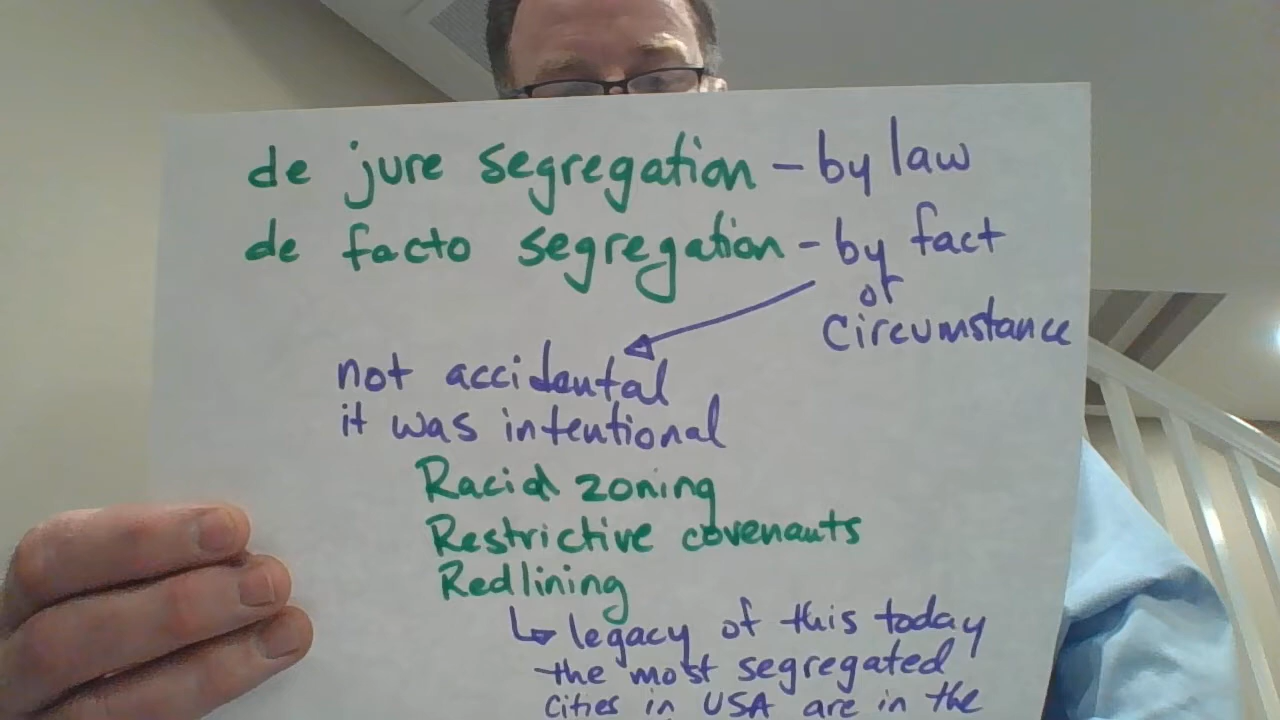 de jure segregation - by law
de facto segregation - by fact
or
Circumstance
not accidental
it was intentional
Racial zoning
Restrictive covenants
Redlining
↳ legacy of this today
the most segregated
cities in USA are in the